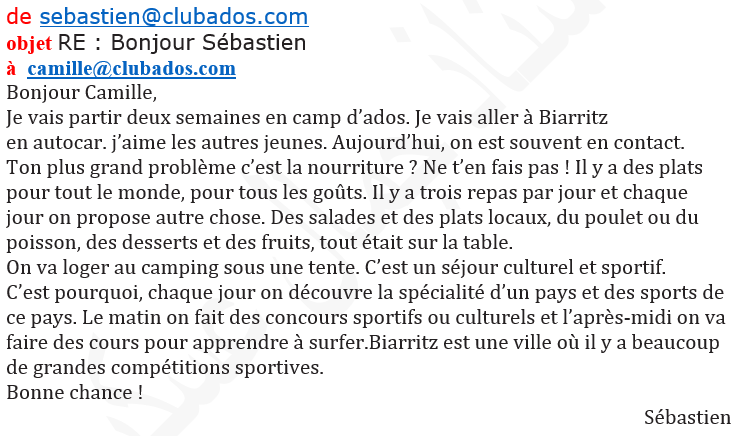 de sebastien@clubados.com
objet RE : Bonjour Sébastien
à camille@clubados.com
Bonjour Camille,
Je vais partir deux semaines en camp d’ados. Je vais aller à Biarritz
en autocar. j’aime les autres jeunes. Aujourd’hui, on est souvent en contact.
Ton plus grand problème c’est la nourriture ? Ne t’en fais pas ! Il y a des plats
pour tout le monde, pour tous les goûts. Il y a trois repas par jour et chaque
jour on propose autre chose. Des salades et des plats locaux, du poulet ou du
poisson, des desserts et des fruits, tout était sur la table.
On va loger au camping sous une tente. C’est un séjour culturel et sportif.
C’est pourquoi, chaque jour on découvre la spécialité d’un pays et des sports de
ce pays. Le matin on fait des concours sportifs ou culturels et l’après-midi on va
faire des cours pour apprendre à surfer.Biarritz est une ville où il y a beaucoup
de grandes compétitions sportives.
Bonne chance !
Sébastien